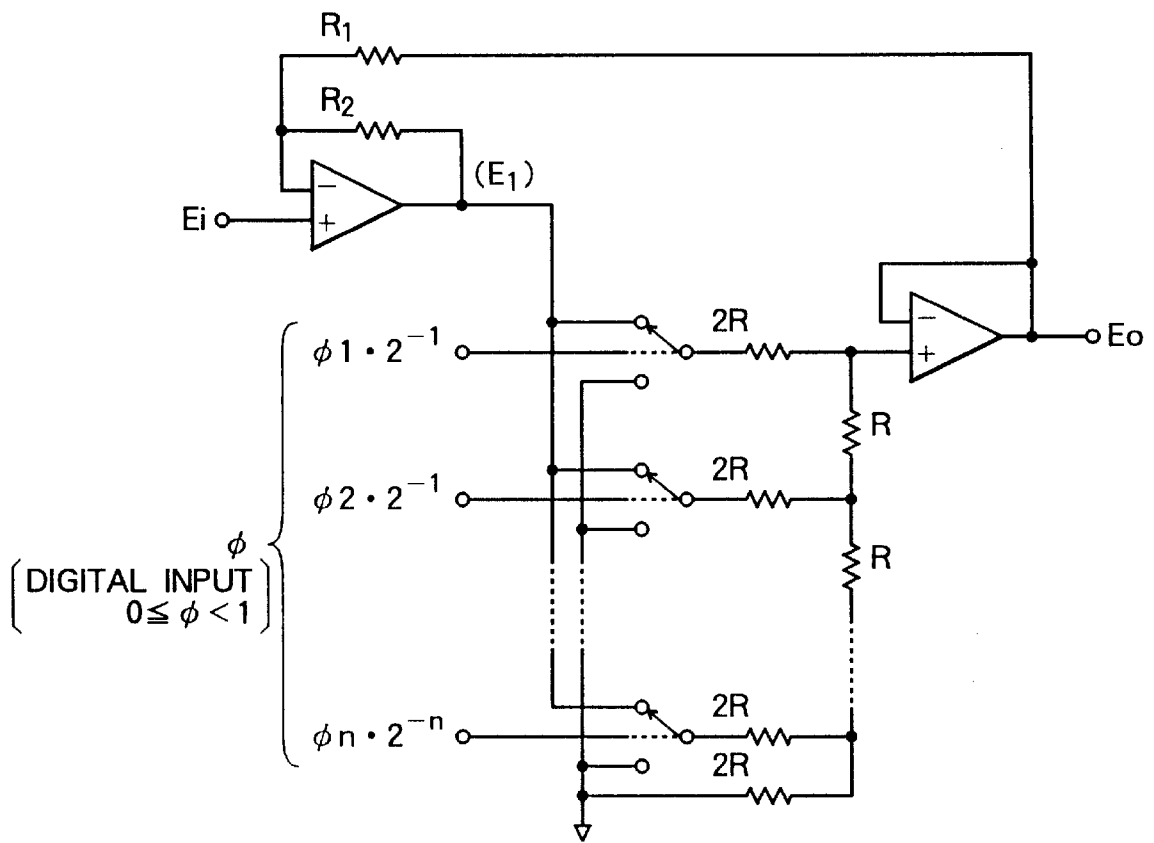 R1
R2
(E1)
−
+
Ei
2R
−
+
Eo
ϕ1・2⁻¹
R
2R
ϕ2・2⁻¹
ϕ
R
DIGITAL INPUT
0≦ϕ<1
2R
ϕn・2⁻ⁿ
2R